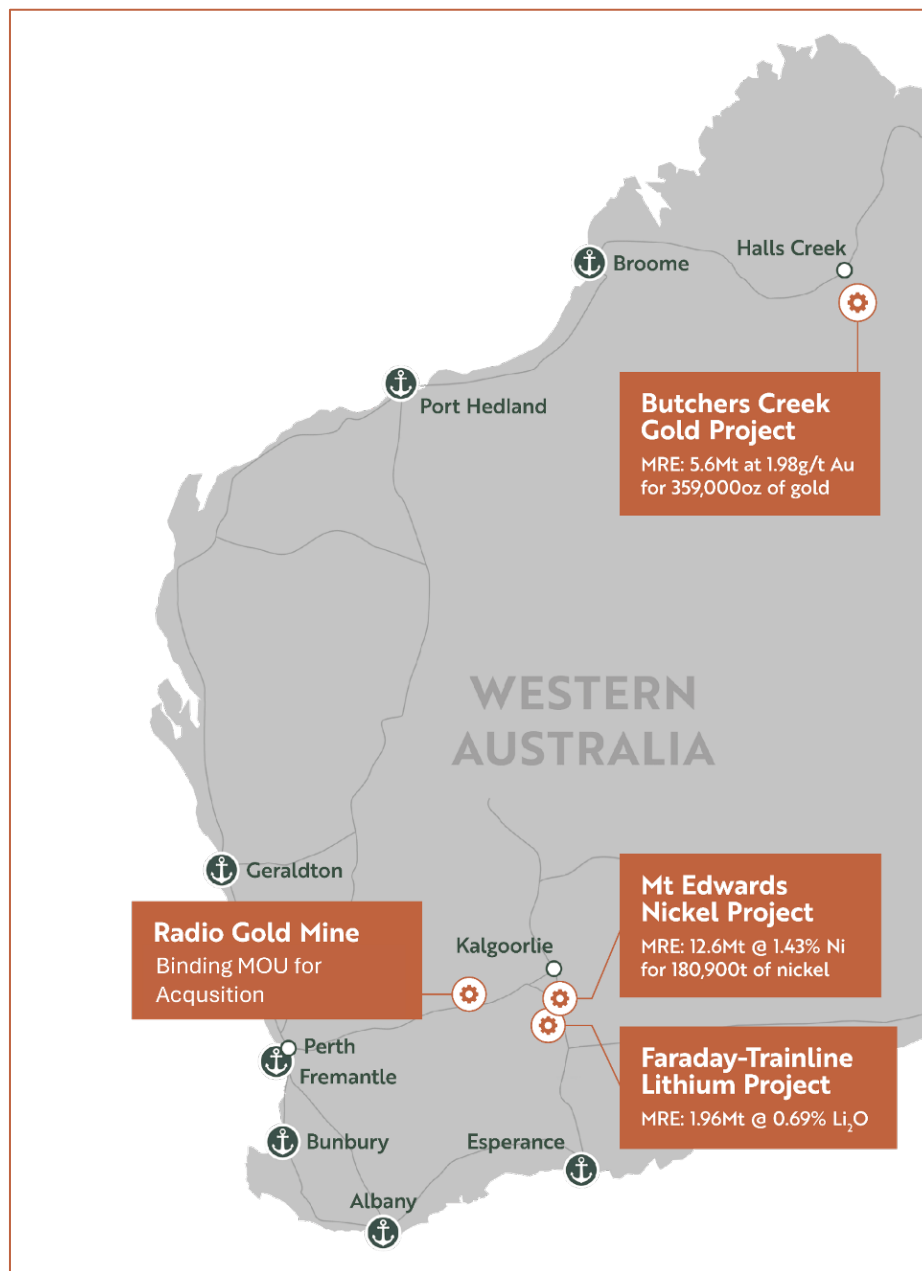 Halls Creek
Broome
Port Hedland
Butchers Creek
Gold Project
MRE: 5.6Mt at 1.98g/t Au
for 359,000oz of gold
WESTERN
AUSTRALIA
Geraldton
Mt Edwards
Nickel Project
MRE: 12.6Mt @ 1.43% Ni
for 180,900t of nickel
Radio Gold Mine
Binding MOU for
Acqusition
Kalgoorlie
Perth
Fremantle
Faraday-Trainline
Lithium Project
MRE: 1.96Mt @ 0.69% Li₂O
Bunbury
Esperance
Albany